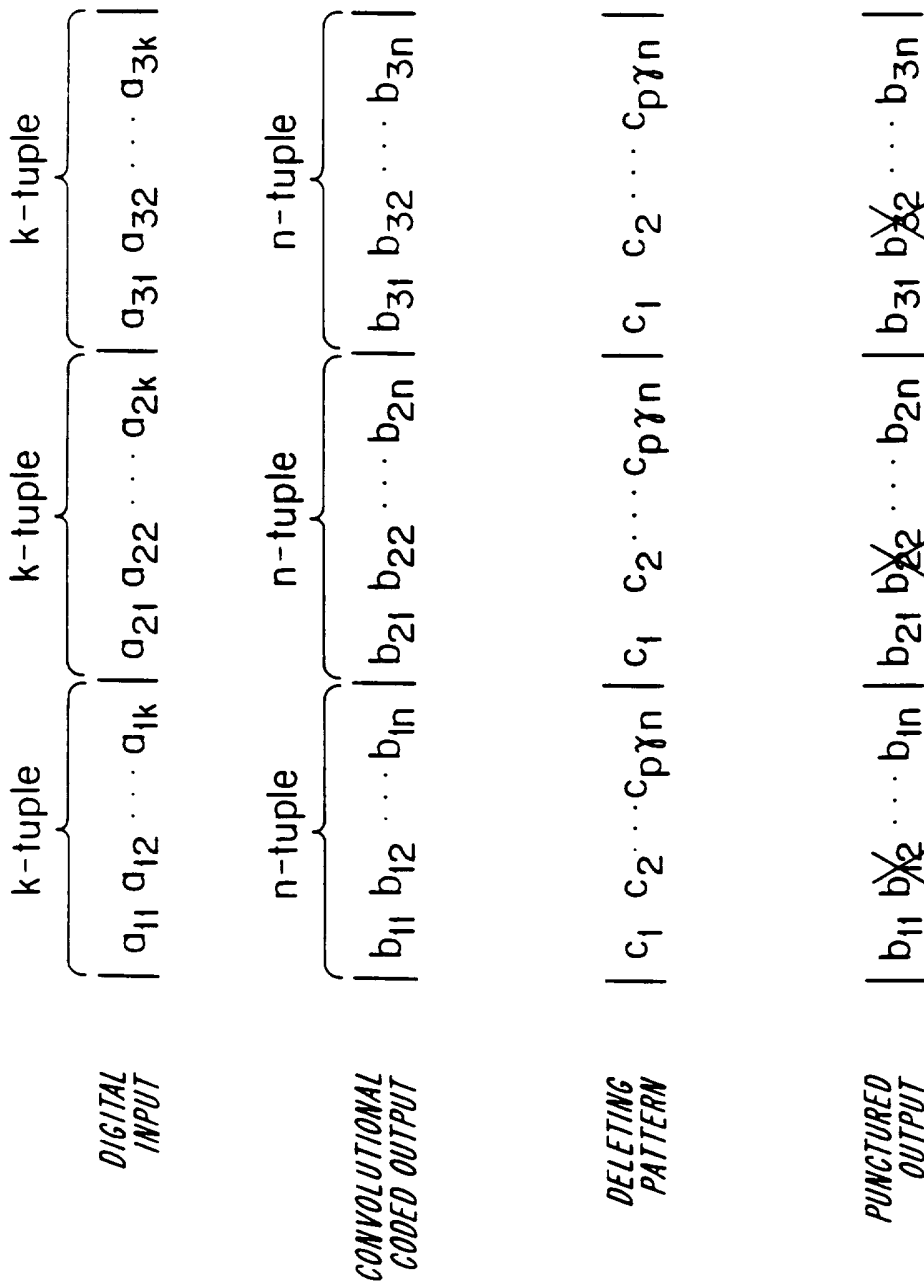 k-tuple k-tuple k-tuple
DIGITAL
INPUT
| a11 a12 ··· a1k | a21 a22 ··· a2k | a31 a32 ··· a3k |
n-tuple n-tuple n-tuple
CONVOLUTIONAL
CODED OUTPUT
| b11 b12 ··· b1n | b21 b22 ··· b2n | b31 b32 ··· b3n |
DELETING
PATTERN
| c1 c2 ··· cpγn | c1 c2 ··· cpγn | c1 c2 ··· cpγn |
PUNCTURED
OUTPUT
| b11 b12 ··· b1n | b21 b22 ··· b2n | b31 b32 ··· b3n |